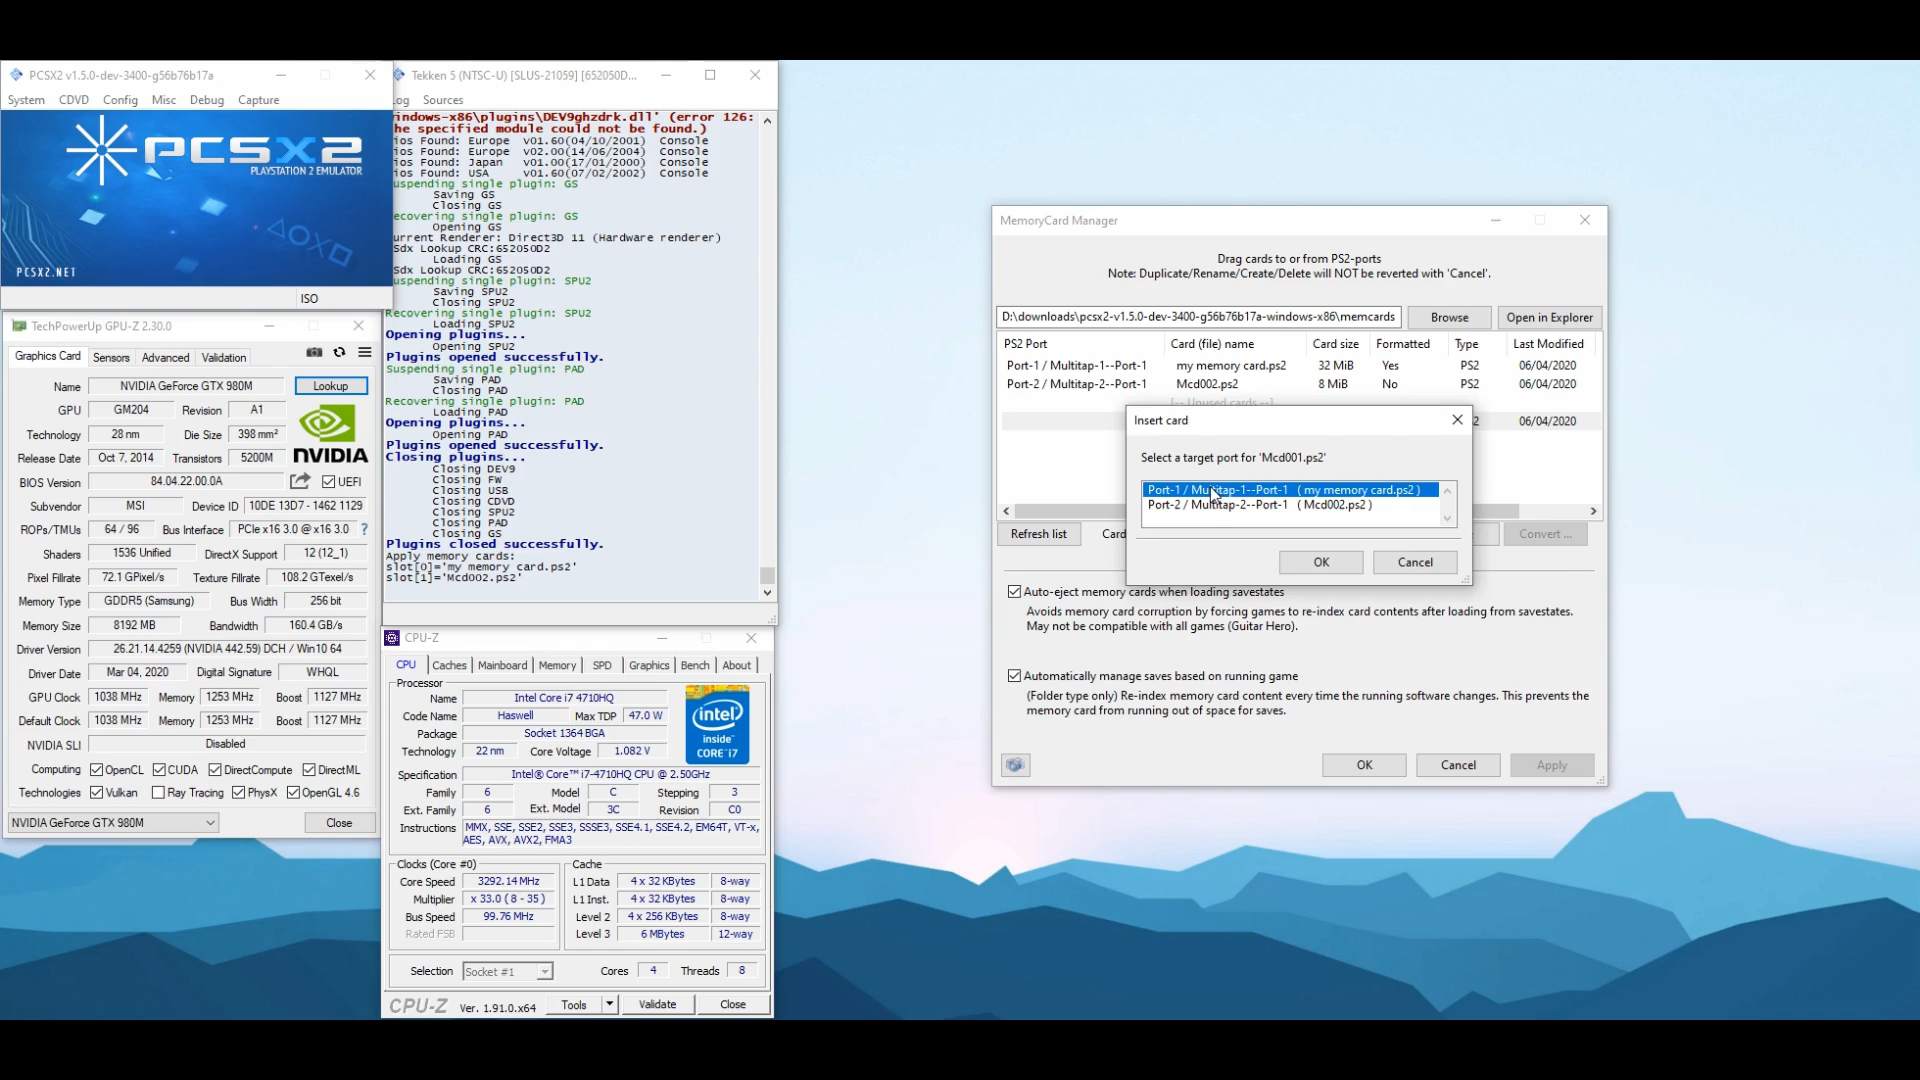 PCSX2 v1.5.0-dev-3400-g56b76b17a
System CDVD Config Misc Debug Capture
PCSX2
PLAYSTATION 2 EMULATOR
PCSX2.NET
ISO
Tekken 5 (NTSC-U) [SLUS-21059] [652050D...
Log Sources
indows-x86\plugins\DEV9ghzdrk.dll' (error 126:
he specified module could not be found.)
ios Found: Europe v01.60(04/10/2001) Console
ios Found: Europe v02.00(14/06/2004) Console
ios Found: Japan v01.00(17/01/2000) Console
ios Found: USA v01.60(07/02/2002) Console
uspending single plugin: GS
Saving GS
Closing GS
ecovering single plugin: GS
Opening GS
urrent Renderer: Direct3D 11 (Hardware renderer)
Sdx Lookup CRC:652050D2
Loading GS
Sdx Lookup CRC:652050D2
uspending single plugin: SPU2
Saving SPU2
Closing SPU2
Recovering single plugin: SPU2
Loading SPU2
Opening plugins...
Opening SPU2
Plugins opened successfully.
Suspending single plugin: PAD
Saving PAD
Closing PAD
Recovering single plugin: PAD
Loading PAD
Opening plugins...
Opening PAD
Plugins opened successfully.
Closing plugins...
Closing DEV9
Closing FW
Closing USB
Closing CDVD
Closing SPU2
Closing PAD
Closing GS
Plugins closed successfully.
Apply memory cards:
slot[0]='my memory card.ps2'
slot[1]='Mcd002.ps2'
TechPowerUp GPU-Z 2.30.0
Graphics Card Sensors Advanced Validation
Name NVIDIA GeForce GTX 980M Lookup
GPU GM204 Revision A1
Technology 28 nm Die Size 398 mm²
NVIDIA
Release Date Oct 7, 2014 Transistors 5200M
BIOS Version 84.04.22.00.0A UEFI
Subvendor MSI Device ID 10DE 13D7 - 1462 1129
ROPs/TMUs 64 / 96 Bus Interface PCIe x16 3.0 @ x16 3.0 ?
Shaders 1536 Unified DirectX Support 12 (12_1)
Pixel Fillrate 72.1 GPixel/s Texture Fillrate 108.2 GTexel/s
Memory Type GDDR5 (Samsung) Bus Width 256 bit
Memory Size 8192 MB Bandwidth 160.4 GB/s
Driver Version 26.21.14.4259 (NVIDIA 442.59) DCH / Win10 64
Driver Date Mar 04, 2020 Digital Signature WHQL
GPU Clock 1038 MHz Memory 1253 MHz Boost 1127 MHz
Default Clock 1038 MHz Memory 1253 MHz Boost 1127 MHz
NVIDIA SLI Disabled
Computing OpenCL CUDA DirectCompute DirectML
Technologies Vulkan Ray Tracing PhysX OpenGL 4.6
NVIDIA GeForce GTX 980M Close
CPU-Z
CPU Caches Mainboard Memory SPD Graphics Bench About
Processor
Name Intel Core i7 4710HQ
Code Name Haswell Max TDP 47.0 W
Package Socket 1364 BGA
Technology 22 nm Core Voltage 1.082 V
intel inside CORE i7
Specification Intel® Core™ i7-4710HQ CPU @ 2.50GHz
Family 6 Model C Stepping 3
Ext. Family 6 Ext. Model 3C Revision C0
Instructions MMX, SSE, SSE2, SSE3, SSSE3, SSE4.1, SSE4.2, EM64T, VT-x,
AES, AVX, AVX2, FMA3
Clocks (Core #0)
Core Speed 3292.14 MHz
Multiplier x 33.0 ( 8 - 35 )
Bus Speed 99.76 MHz
Rated FSB
Cache
L1 Data 4 x 32 KBytes 8-way
L1 Inst. 4 x 32 KBytes 8-way
Level 2 4 x 256 KBytes 8-way
Level 3 6 MBytes 12-way
Selection Socket #1 Cores 4 Threads 8
CPU-Z Ver. 1.91.0.x64 Tools Validate Close
MemoryCard Manager
Drag cards to or from PS2-ports
Note: Duplicate/Rename/Create/Delete will NOT be reverted with 'Cancel'.
D:\downloads\pcsx2-v1.5.0-dev-3400-g56b76b17a-windows-x86\memcards Browse Open in Explorer
PS2 Port Card (file) name Card size Formatted Type Last Modified
Port-1 / Multitap-1--Port-1 my memory card.ps2 32 MiB Yes PS2 06/04/2020
Port-2 / Multitap-2--Port-1 Mcd002.ps2 8 MiB No PS2 06/04/2020
[-- Unused cards --]
2 06/04/2020
Insert card
Select a target port for 'Mcd001.ps2'
Port-1 / Multitap-1--Port-1 ( my memory card.ps2 )
Port-2 / Multitap-2--Port-1 ( Mcd002.ps2 )
OK Cancel
Refresh list Card Convert ...
Auto-eject memory cards when loading savestates
Avoids memory card corruption by forcing games to re-index card contents after loading from savestates.
May not be compatible with all games (Guitar Hero).
Automatically manage saves based on running game
(Folder type only) Re-index memory card content every time the running software changes. This prevents the
memory card from running out of space for saves.
OK Cancel Apply